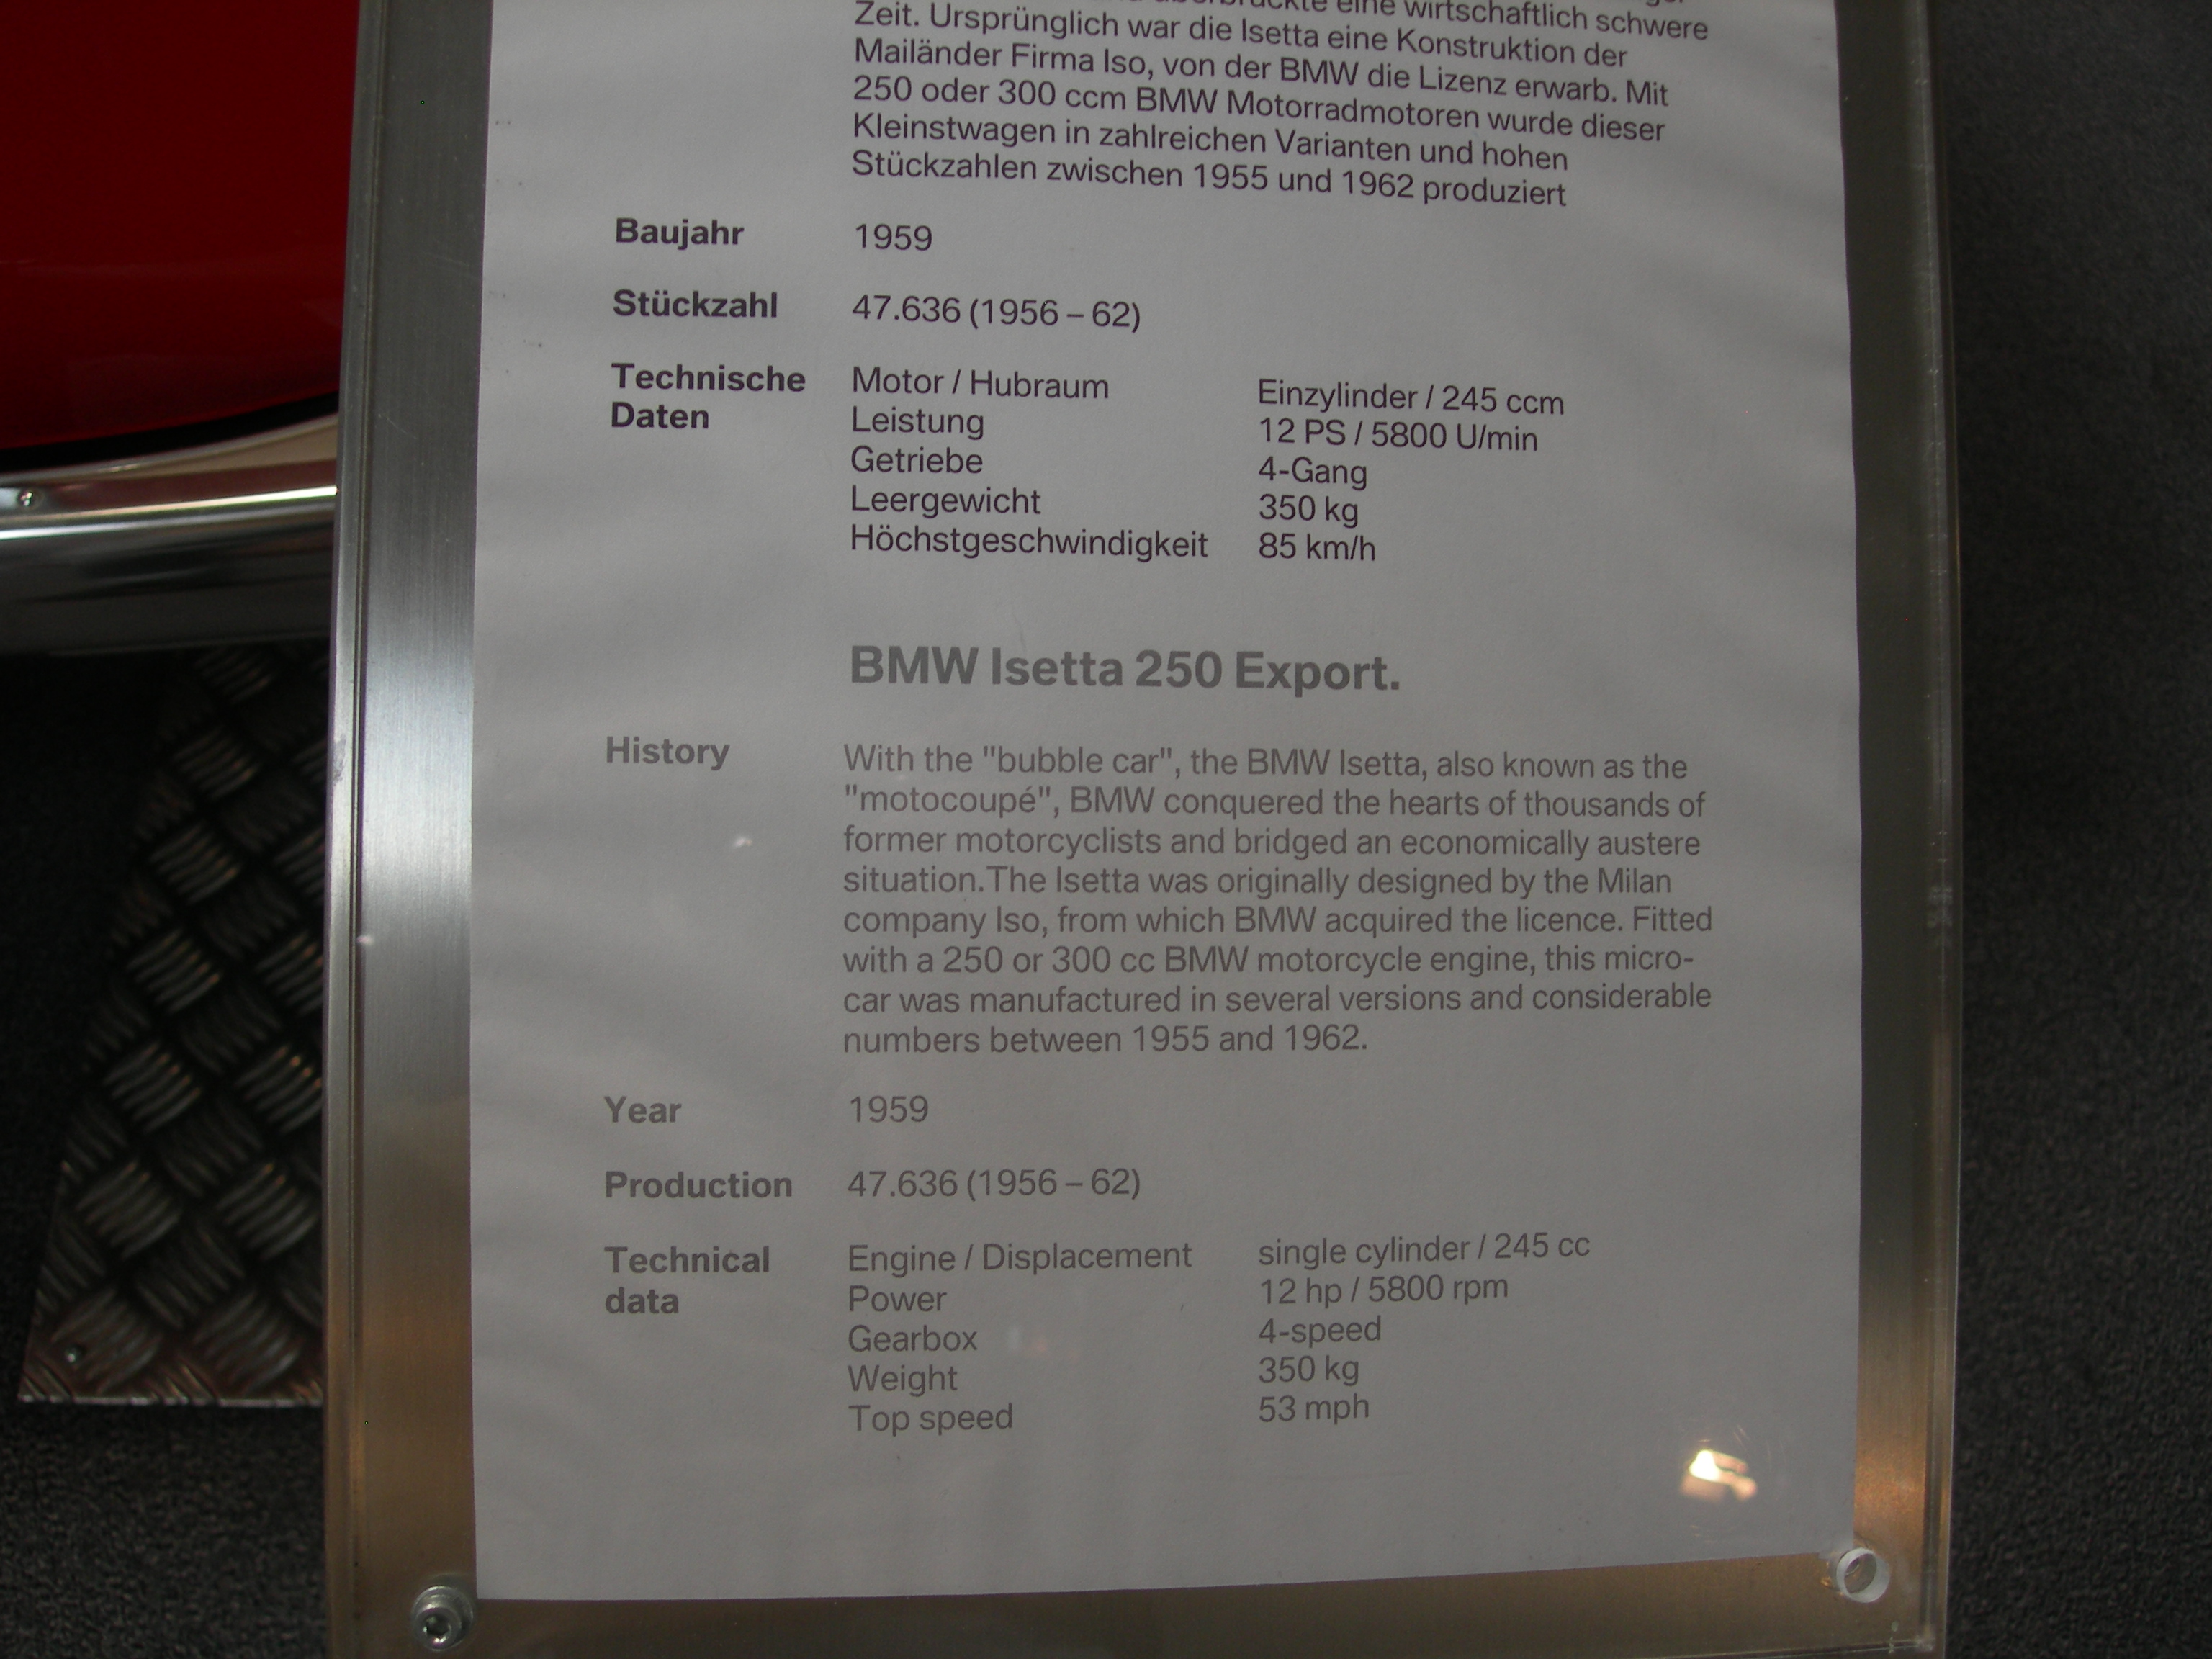 eine wirtschaftlich schwere
Zeit. Ursprünglich war die Isetta eine Konstruktion der
Mailänder Firma Iso, von der BMW die Lizenz erwarb. Mit
250 oder 300 ccm BMW Motorradmotoren wurde dieser
Kleinstwagen in zahlreichen Varianten und hohen
Stückzahlen zwischen 1955 und 1962 produziert
Baujahr 1959
Stückzahl 47.636 (1956 – 62)
Technische Motor / Hubraum Einzylinder / 245 ccm
Daten Leistung 12 PS / 5800 U/min
Getriebe 4-Gang
Leergewicht 350 kg
Höchstgeschwindigkeit 85 km/h
BMW Isetta 250 Export.
History With the "bubble car", the BMW Isetta, also known as the
"motocoupé", BMW conquered the hearts of thousands of
former motorcyclists and bridged an economically austere
situation.The Isetta was originally designed by the Milan
company Iso, from which BMW acquired the licence. Fitted
with a 250 or 300 cc BMW motorcycle engine, this micro-
car was manufactured in several versions and considerable
numbers between 1955 and 1962.
Year 1959
Production 47.636 (1956 – 62)
Technical Engine / Displacement single cylinder / 245 cc
data Power 12 hp / 5800 rpm
Gearbox 4-speed
Weight 350 kg
Top speed 53 mph